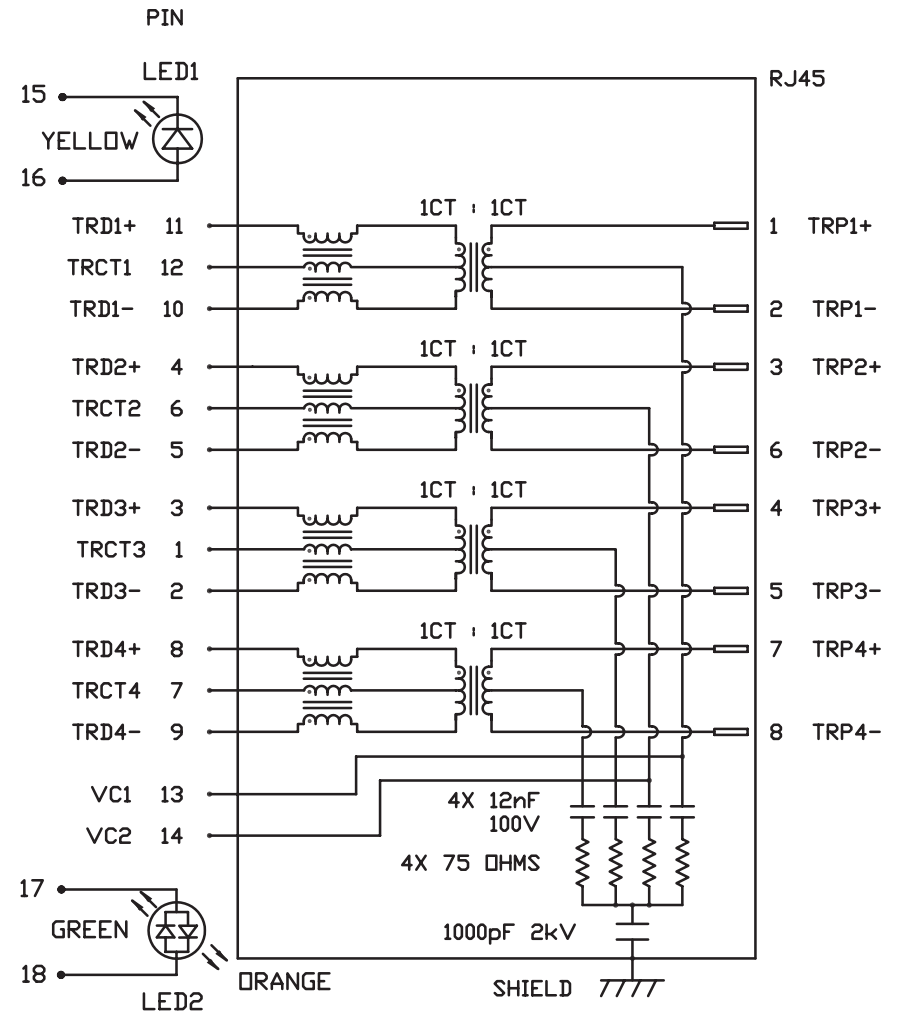 PIN
LED1
RJ45
15
YELLOW
16
1CT : 1CT
TRD1+ 11 1 TRP1+
TRCT1 12
TRD1- 10 2 TRP1-
1CT : 1CT
TRD2+ 4 3 TRP2+
TRCT2 6
TRD2- 5 6 TRP2-
1CT : 1CT
TRD3+ 3 4 TRP3+
TRCT3 1
TRD3- 2 5 TRP3-
1CT : 1CT
TRD4+ 8 7 TRP4+
TRCT4 7
TRD4- 9 8 TRP4-
VC1 13
4X 12nF
100V
VC2 14
4X 75 OHMS
17
GREEN
1000pF 2kV
18
ORANGE
SHIELD
LED2